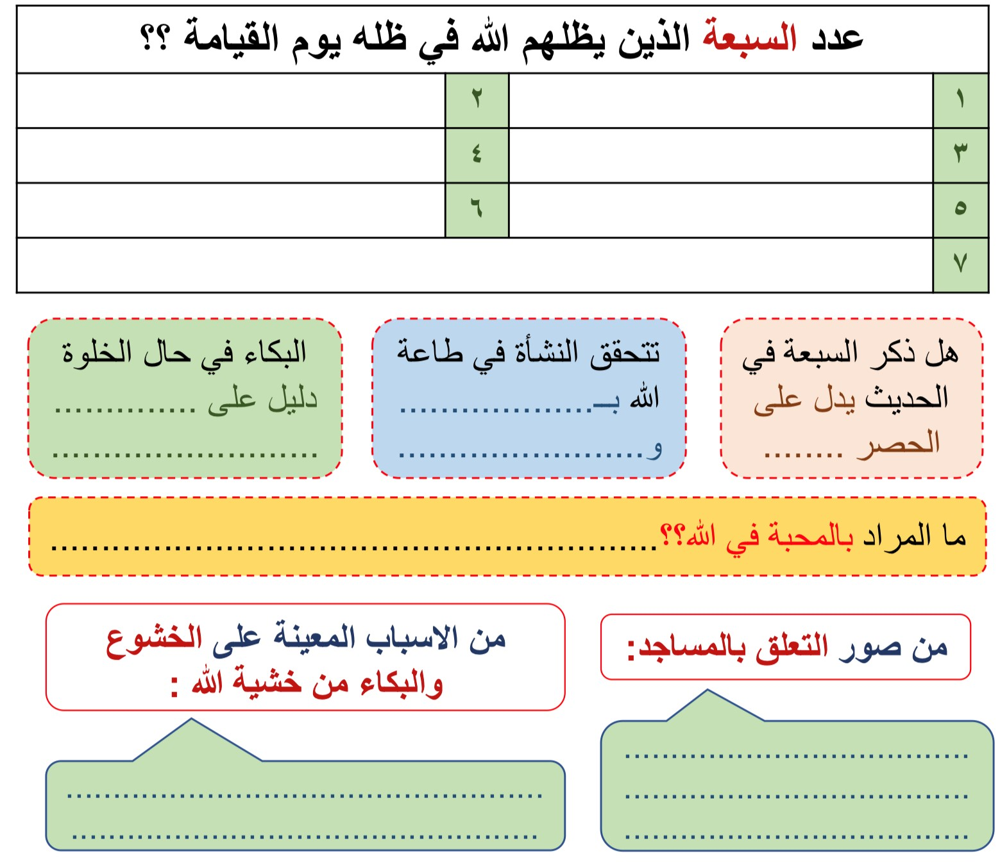 عدد السبعة الذين يظلهم الله في ظله يوم القيامة ؟؟
١
٢
٣
٤
٥
٦
٧
هل ذكر السبعة في
الحديث يدل على
الحصر ........
تتحقق النشأة في طاعة
الله بـ...................
و........................
البكاء في حال الخلوة
دليل على ..............
..........................
ما المراد بالمحبة في الله؟؟............................................................
من صور التعلق بالمساجد:
.............................................
.............................................
.............................................
من الاسباب المعينة على الخشوع
والبكاء من خشية الله :
..............................................................
.............................................................